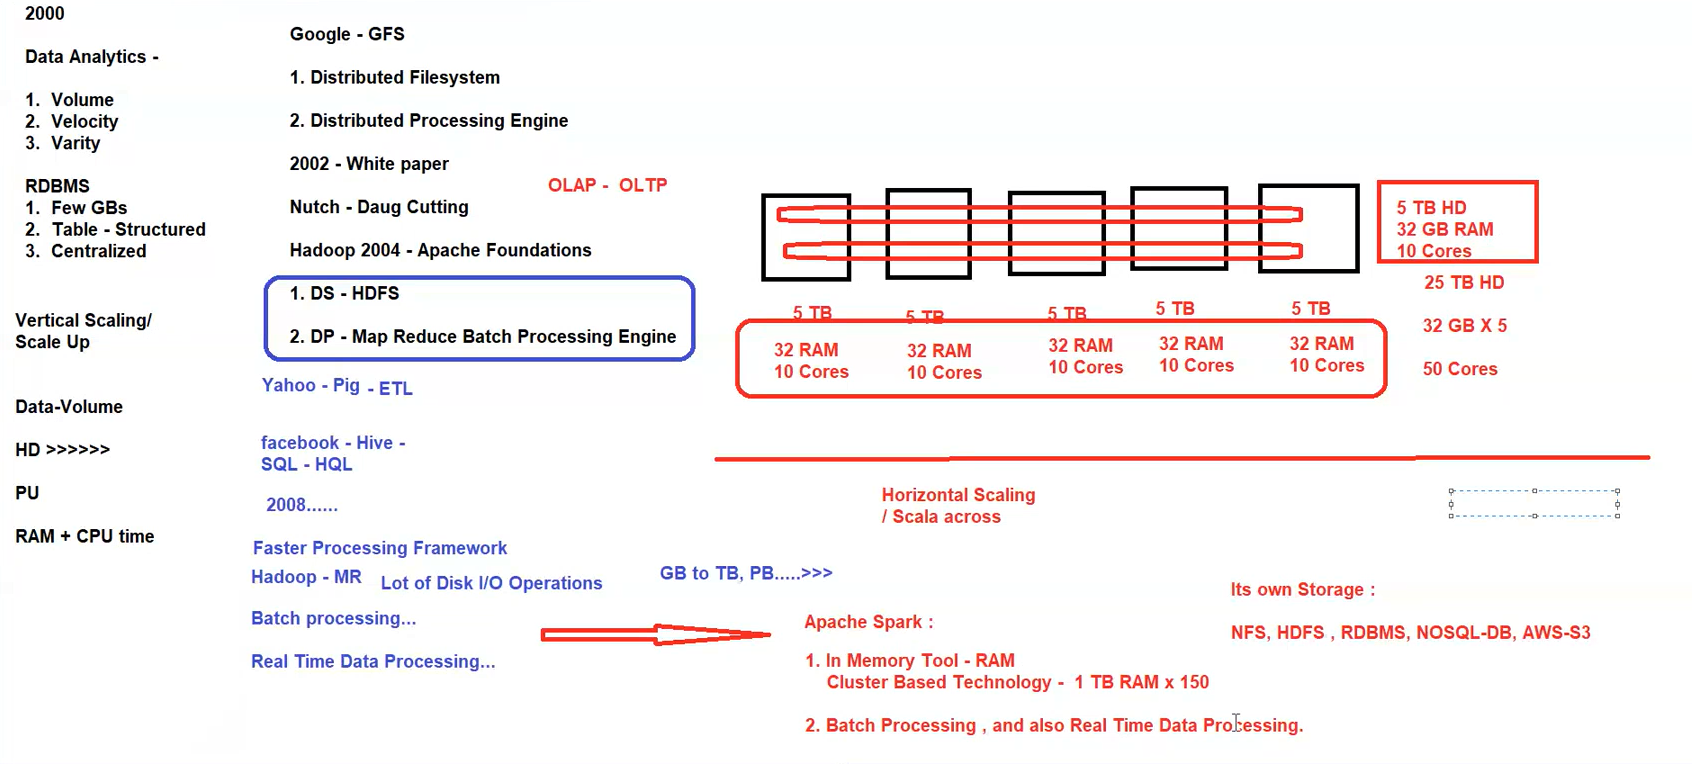 2000
Data Analytics -
1. Volume
2. Velocity
3. Varity
RDBMS
1. Few GBs
2. Table - Structured
3. Centralized
Vertical Scaling/
Scale Up
Data-Volume
HD >>>>>>
PU
RAM + CPU time
Google - GFS
1. Distributed Filesystem
2. Distributed Processing Engine
2002 - White paper
Nutch - Daug Cutting
Hadoop 2004 - Apache Foundations
1. DS - HDFS
2. DP - Map Reduce Batch Processing Engine
Yahoo - Pig - ETL
facebook - Hive -
SQL - HQL
2008......
Faster Processing Framework
Hadoop - MR Lot of Disk I/O Operations
Batch processing...
Real Time Data Processing...
OLAP - OLTP
5 TB HD
32 GB RAM
10 Cores
25 TB HD
32 GB X 5
50 Cores
5 TB 5 TB 5 TB 5 TB 5 TB
32 RAM 32 RAM 32 RAM 32 RAM 32 RAM
10 Cores 10 Cores 10 Cores 10 Cores 10 Cores
Horizontal Scaling
/ Scala across
GB to TB, PB.....>>>
Apache Spark :
1. In Memory Tool - RAM
Cluster Based Technology - 1 TB RAM x 150
2. Batch Processing , and also Real Time Data Processing.
Its own Storage :
NFS, HDFS , RDBMS, NOSQL-DB, AWS-S3